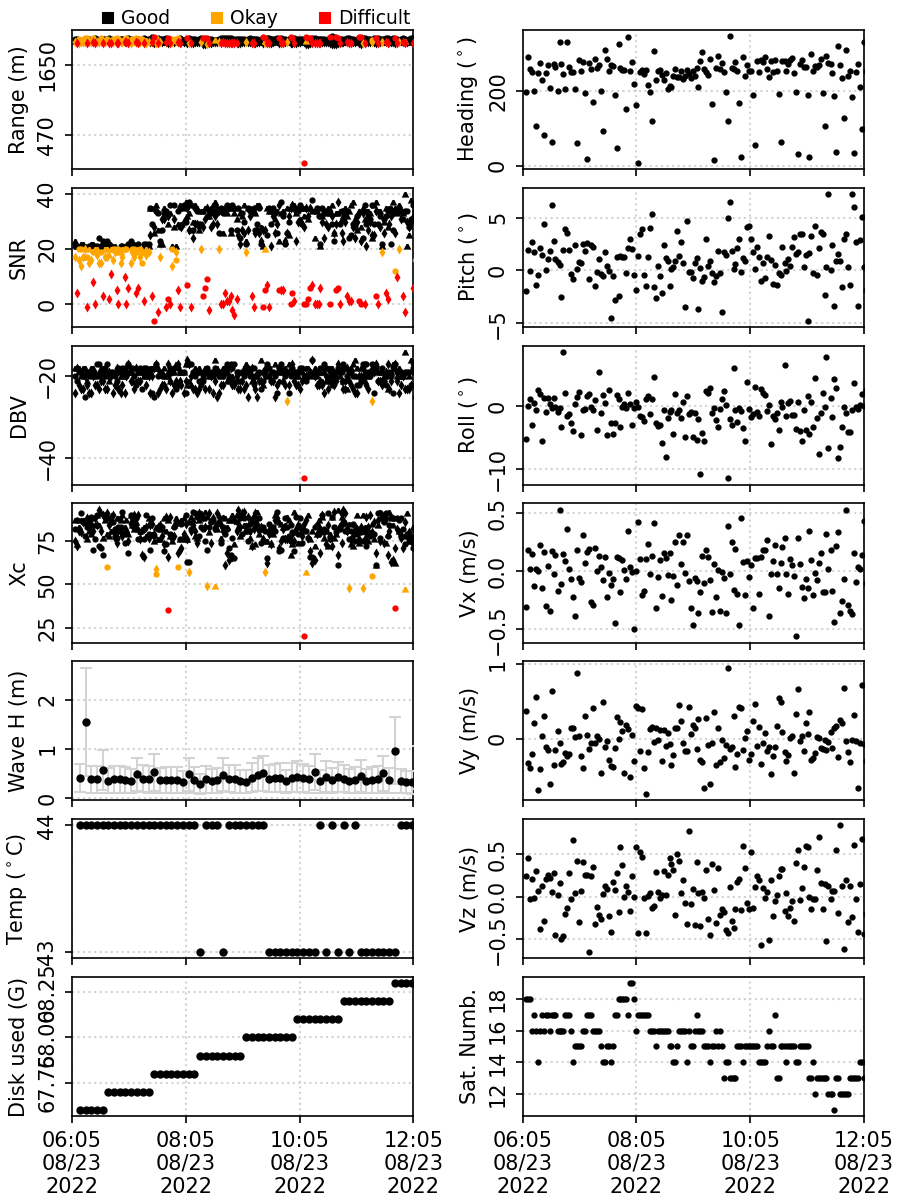 Good Okay Difficult
Range (m)
1650
470
Heading (°)
200
0
SNR
40
20
0
Pitch (°)
5
0
−5
DBV
−20
−40
Roll (°)
0
−10
Xc
75
50
25
Vx (m/s)
0.5
0.0
−0.5
Wave H (m)
2
1
0
Vy (m/s)
1
0
Temp (°C)
44
43
Vz (m/s)
0.5
0.0
−0.5
Disk used (G)
68.25
68.00
67.76
Sat. Numb.
18
16
14
12
06:05 08:05 10:05 12:05
08/23 08/23 08/23 08/23
2022 2022 2022 2022
06:05 08:05 10:05 12:05
08/23 08/23 08/23 08/23
2022 2022 2022 2022